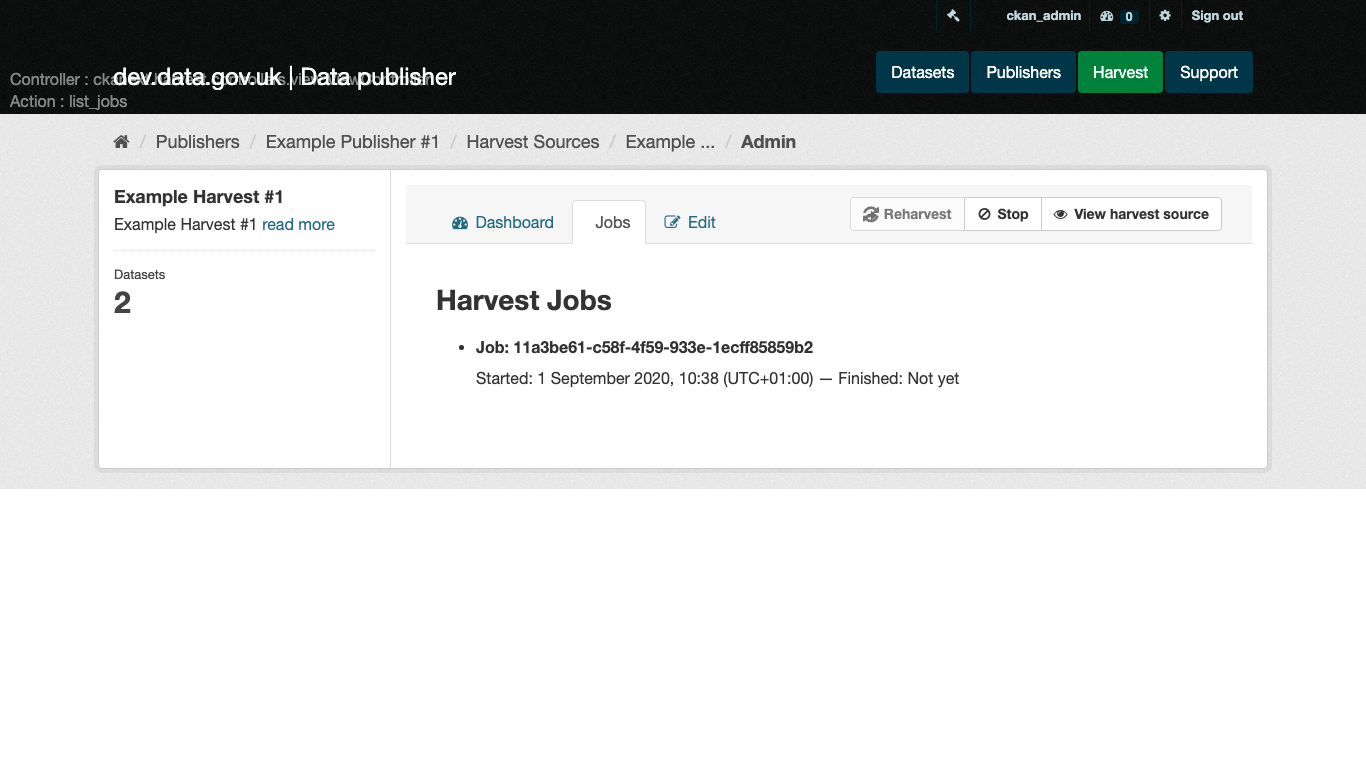 ckan_admin 0 Sign out
Controller : cka
dev.data.gov.uk | Data publisher
Action : list_jobs
Datasets Publishers Harvest Support
/ Publishers / Example Publisher #1 / Harvest Sources / Example ... / Admin
Example Harvest #1
Example Harvest #1 read more
Datasets
2
Dashboard Jobs Edit
Reharvest Stop View harvest source
Harvest Jobs
• Job: 11a3be61-c58f-4f59-933e-1ecff85859b2
Started: 1 September 2020, 10:38 (UTC+01:00) — Finished: Not yet